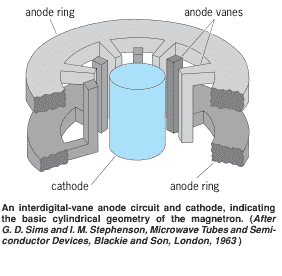 anode ring
anode vanes
cathode
anode ring
An interdigital-vane anode circuit and cathode, indicating
the basic cylindrical geometry of the magnetron. (After
G. D. Sims and I. M. Stephenson, Microwave Tubes and Semi-
conductor Devices, Blackie and Son, London, 1963)